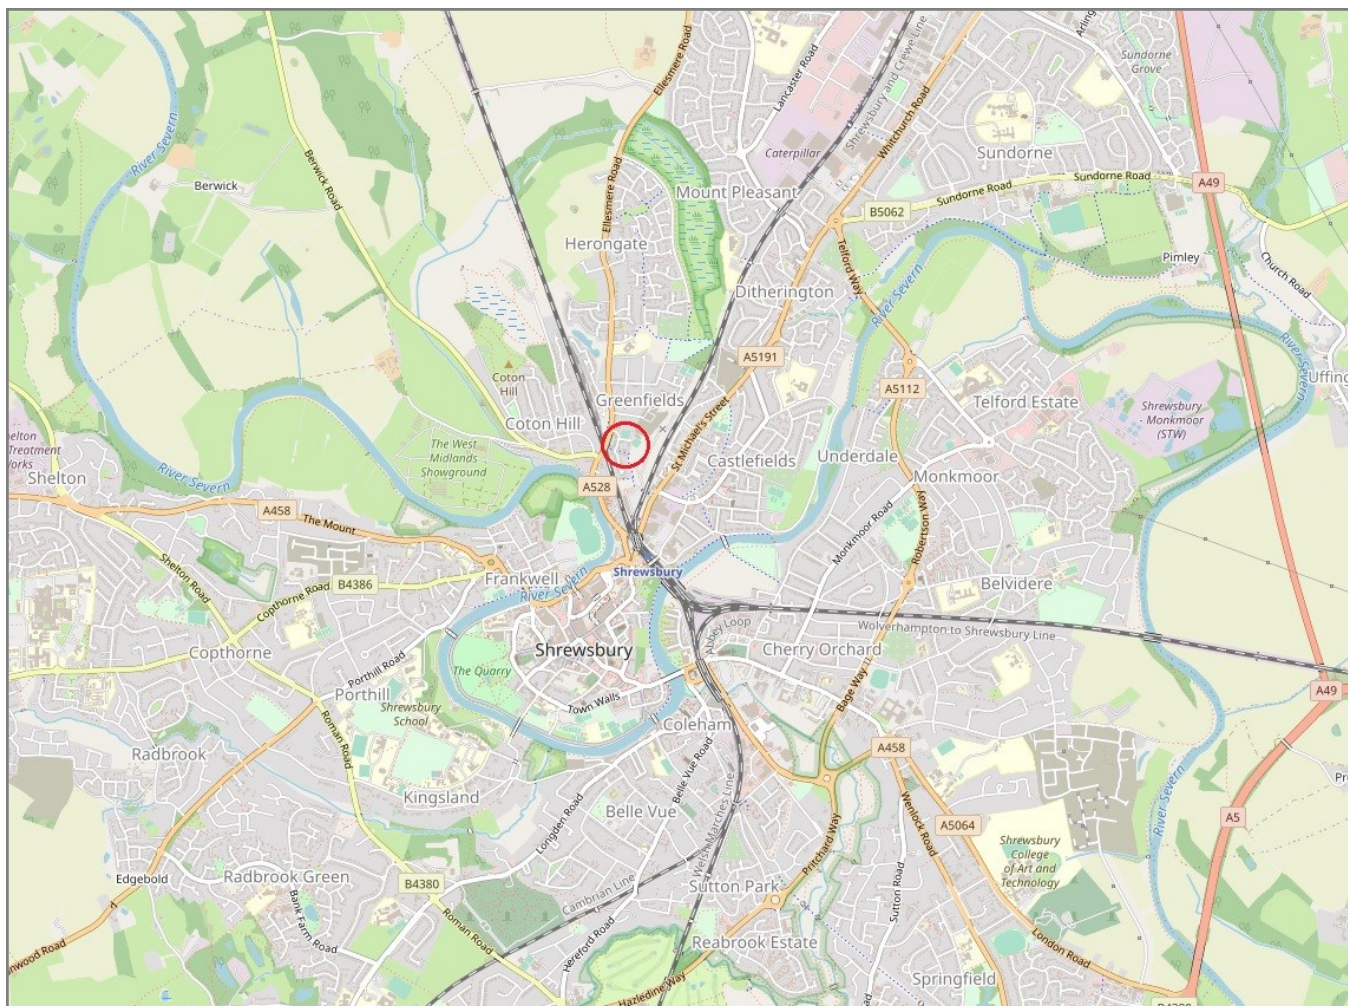 Ellesmere Road
Lancaster Road
Shrewsbury and Crewe Line
Whitchurch Road
Sundorne
Grove
River Severn
Berwick
Berwick Road
Caterpillar
Sundorne
Mount Pleasant
Sundorne Road
Sundorne Road
A49
B5062
Ellesmere Road
Herongate
Telford Way
Pimley
Church Road
Ditherington
River Severn
A5191
River Severn
Coton
Hill
Greenfields
A5112
Telford Estate
Shrewsbury
Monkmoor
(STW)
Coton Hill
St Michael's Street
The West
Midlands
Showground
Castlefields
Underdale
Monkmoor
Treatment
Shelton
River Severn
A528
A458
The Mount
Monkmoor Road
Robertson Way
Shelton Road
Frankwell
River Severn
Shrewsbury
Copthorne Road
B4386
Belvidere
Abbey Loop
Wolverhampton to Shrewsbury Line
Copthorne
Shrewsbury
Cherry Orchard
The Quarry
Porthill Road
Porthill
Shrewsbury
School
Town Walls
Bage Way
A49
Roman Road
Coleham
Radbrook
A458
Belle Vue Road
Kingsland
Longden Road
Belle Vue
Welsh Marches Line
Pritchard Way
Wenlock Road
A5064
River Severn
A5
Shrewsbury
College
of Art and
Technology
Edgebold
Radbrook Green
B4380
Cambrian Line
Sutton Park
Sutton Road
Bank Farm Road
Roman Road
Hereford Road
Reabrook Estate
London Road
Springfield
Hazledine Way